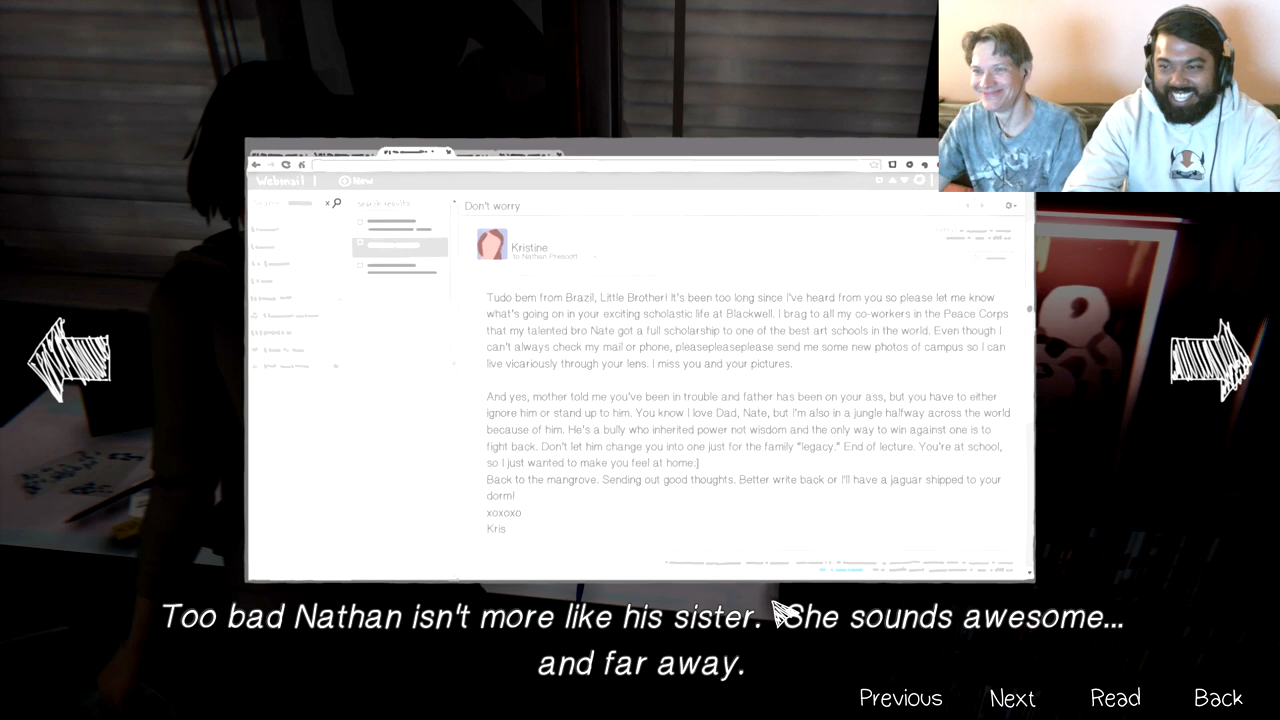 Webmail |
New
search results
Don't worry
Kristine
To Nathan Prescott
Tudo bem from Brazil, Little Brother! It's been too long since I've heard from you so please let me know
what's going on in your exciting scholastic life at Blackwell. I brag to all my co-workers in the Peace Corps
that my talented bro Nate got a full scholarship to one of the best art schools in the world. Even though I
can't always check my mail or phone, pleasepleaseplease send me some new photos of campus so I can
live vicariously through your lens. I miss you and your pictures.
And yes, mother told me you've been in trouble and father has been on your ass, but you have to either
ignore him or stand up to him. You know I love Dad, Nate, but I'm also in a jungle halfway across the world
because of him. He's a bully who inherited power not wisdom and the only way to win against one is to
fight back. Don't let him change you into one just for the family "legacy." End of lecture. You're at school,
so I just wanted to make you feel at home:]
Back to the mangrove. Sending out good thoughts. Better write back or I'll have a jaguar shipped to your
dorm!
xoxoxo
Kris
Too bad Nathan isn't more like his sister. She sounds awesome...
and far away.
Previous Next Read Back